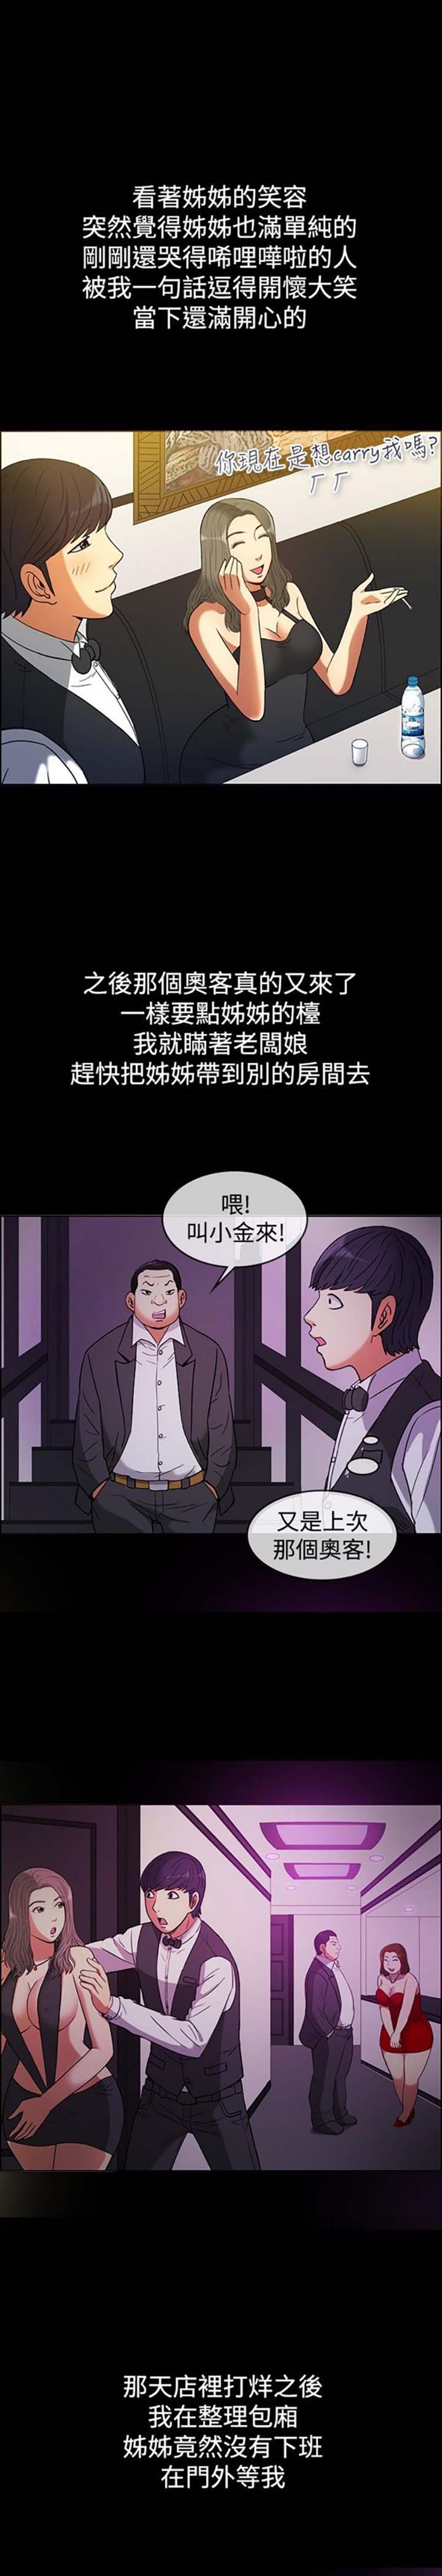 看著姊姊的笑容
突然覺得姊姊也滿單純的
剛剛還哭得唏哩嘩啦的人
被我一句話逗得開懷大笑
當下還滿開心的
你現在是想carry我嗎?
ㄏㄏ
之後那個奧客真的又來了
一樣要點姊姊的檯
我就瞞著老闆娘
趕快把姊姊帶到別的房間去
喂!
叫小金來!
又是上次
那個奧客!
那天店裡打烊之後
我在整理包廂
姊姊竟然沒有下班
在門外等我